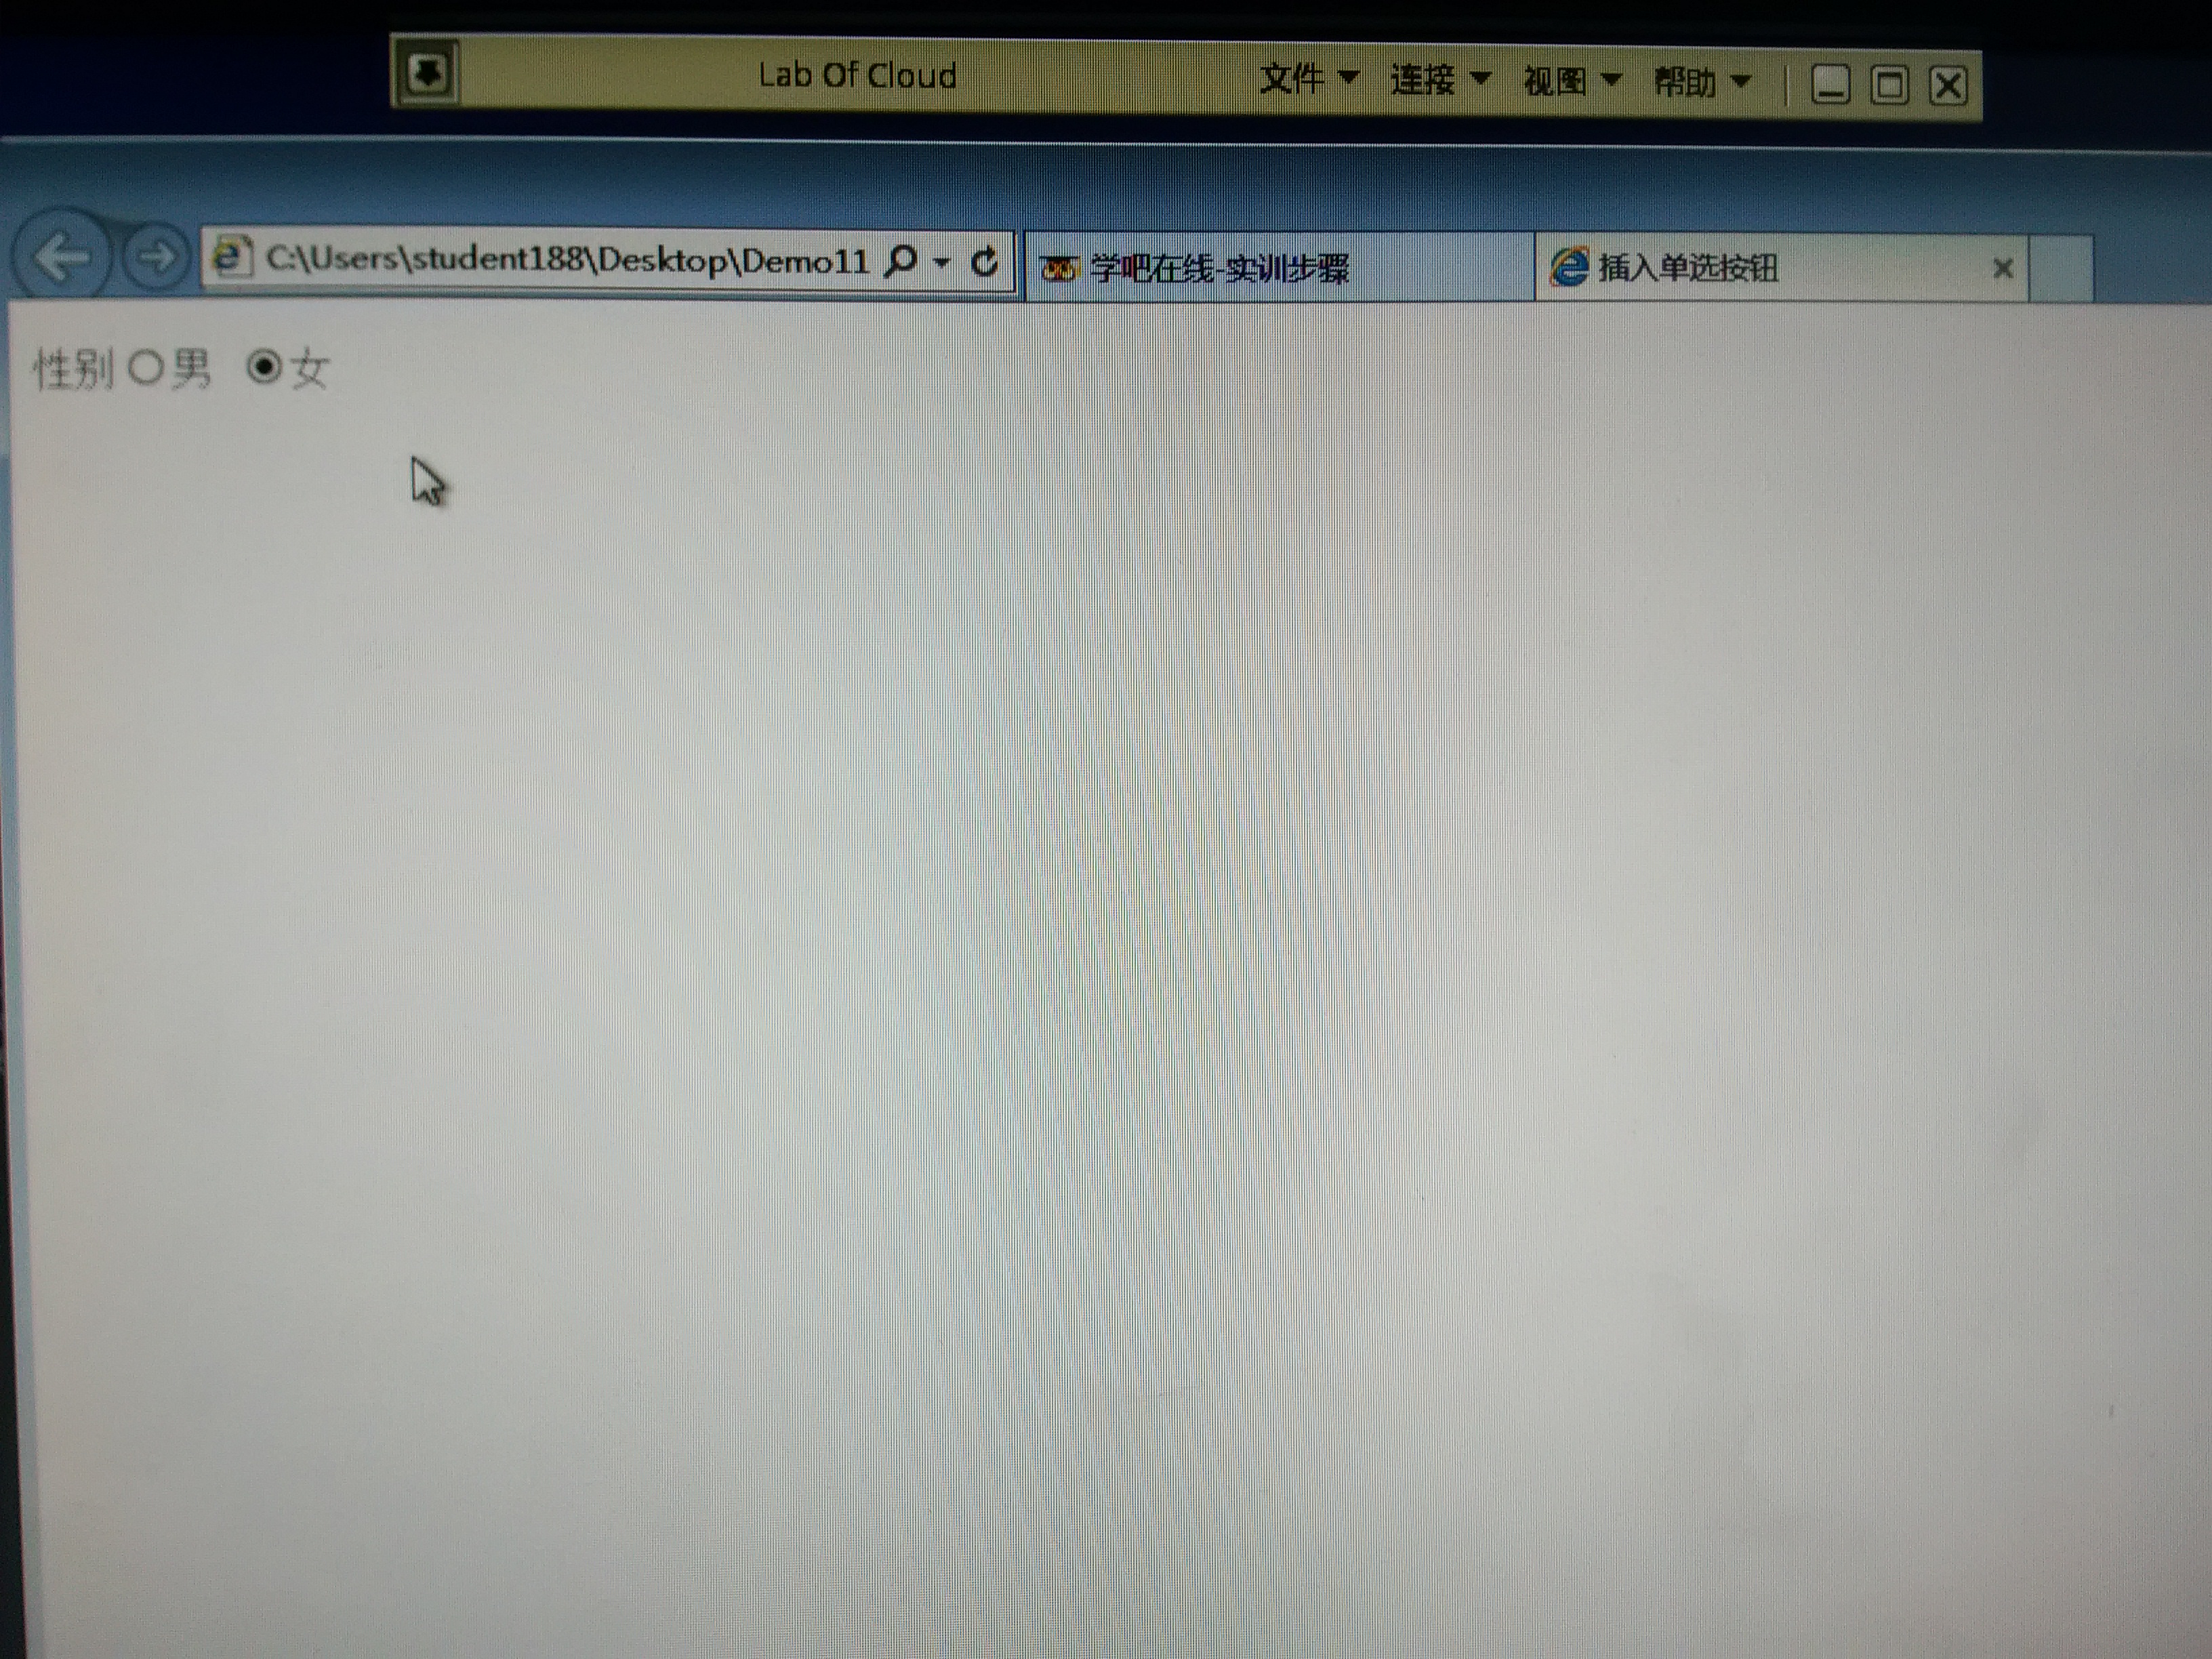 Lab Of Cloud 文件 连接 视图 帮助
C:\Users\student188\Desktop\Demo11 学吧在线-实训步骤 插入单选按钮
性别 男 女